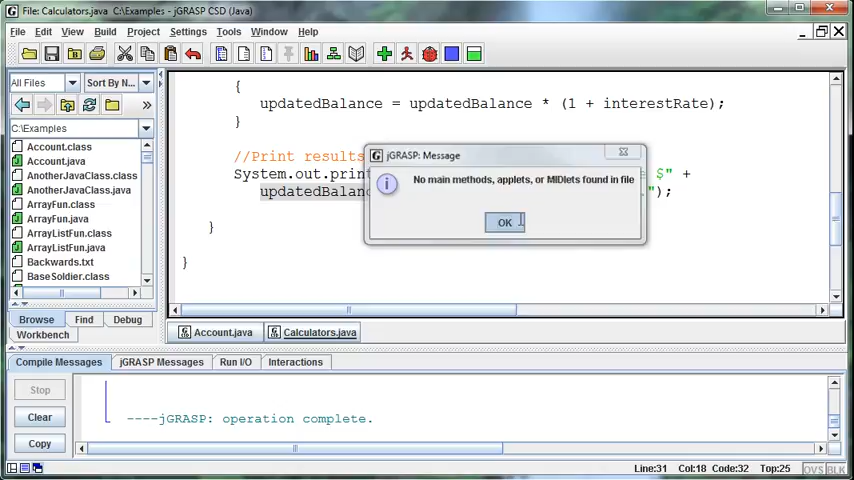 File: Calculators.java  C:\Examples - jGRASP CSD (Java)
File Edit View Build Project Settings Tools Window Help
All Files
Sort By N...
C:\Examples
Account.class
Account.java
AnotherJavaClass.class
AnotherJavaClass.java
ArrayFun.class
ArrayFun.java
ArrayListFun.class
ArrayListFun.java
Backwards.txt
BaseSoldier.class
Browse Find Debug
Workbench
{
updatedBalance = updatedBalance * (1 + interestRate);
}
//Print results
System.out.print
e $" +
updatedBalanc
.");
}
}
jGRASP: Message
No main methods, applets, or MIDlets found in file
OK
Account.java
Calculators.java
Compile Messages jGRASP Messages Run I/O Interactions
Stop
Clear
Copy
----jGRASP: operation complete.
Line:31 Col:18 Code:32 Top:25 OVS BLK